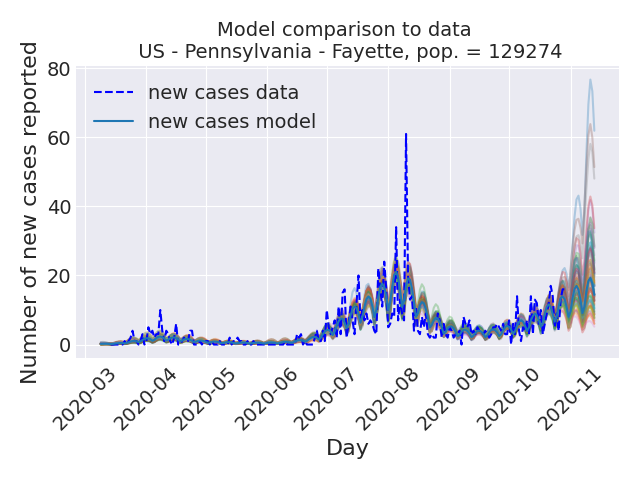 Model comparison to data
US - Pennsylvania - Fayette, pop. = 129274
Number of new cases reported
80
60
40
20
0
new cases data
new cases model
2020-03
2020-04
2020-05
2020-06
2020-07
2020-08
2020-09
2020-10
2020-11
Day